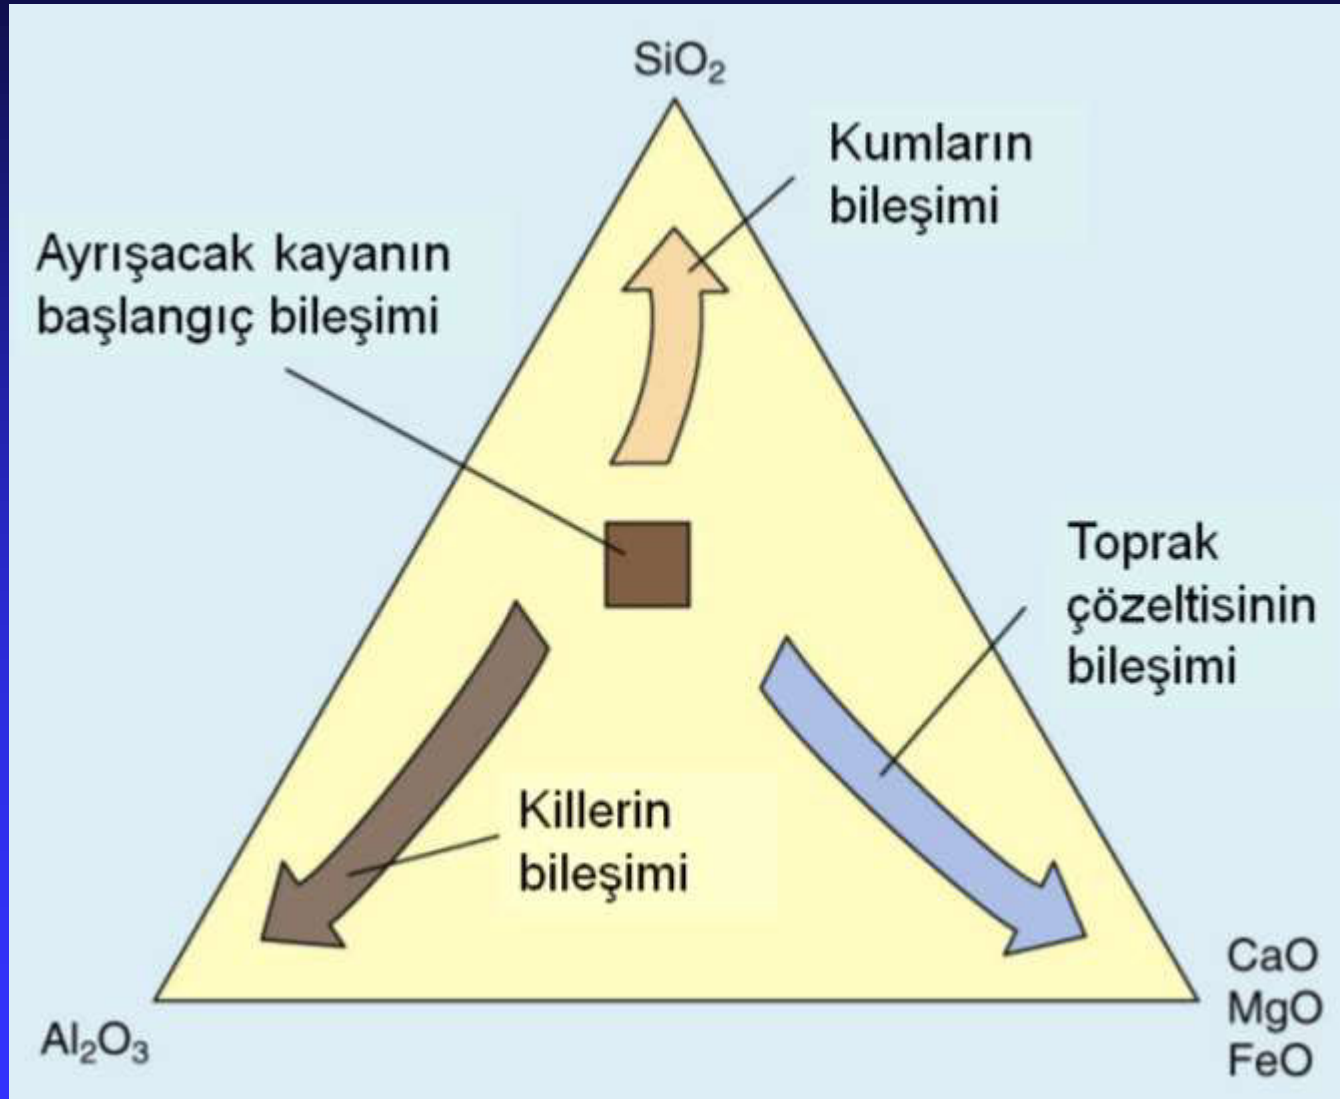 SiO₂
Kumların
bileşimi
Ayrışacak kayanın
başlangıç bileşimi
Toprak
çözeltisinin
bileşimi
Killerin
bileşimi
Al₂O₃
CaO
MgO
FeO